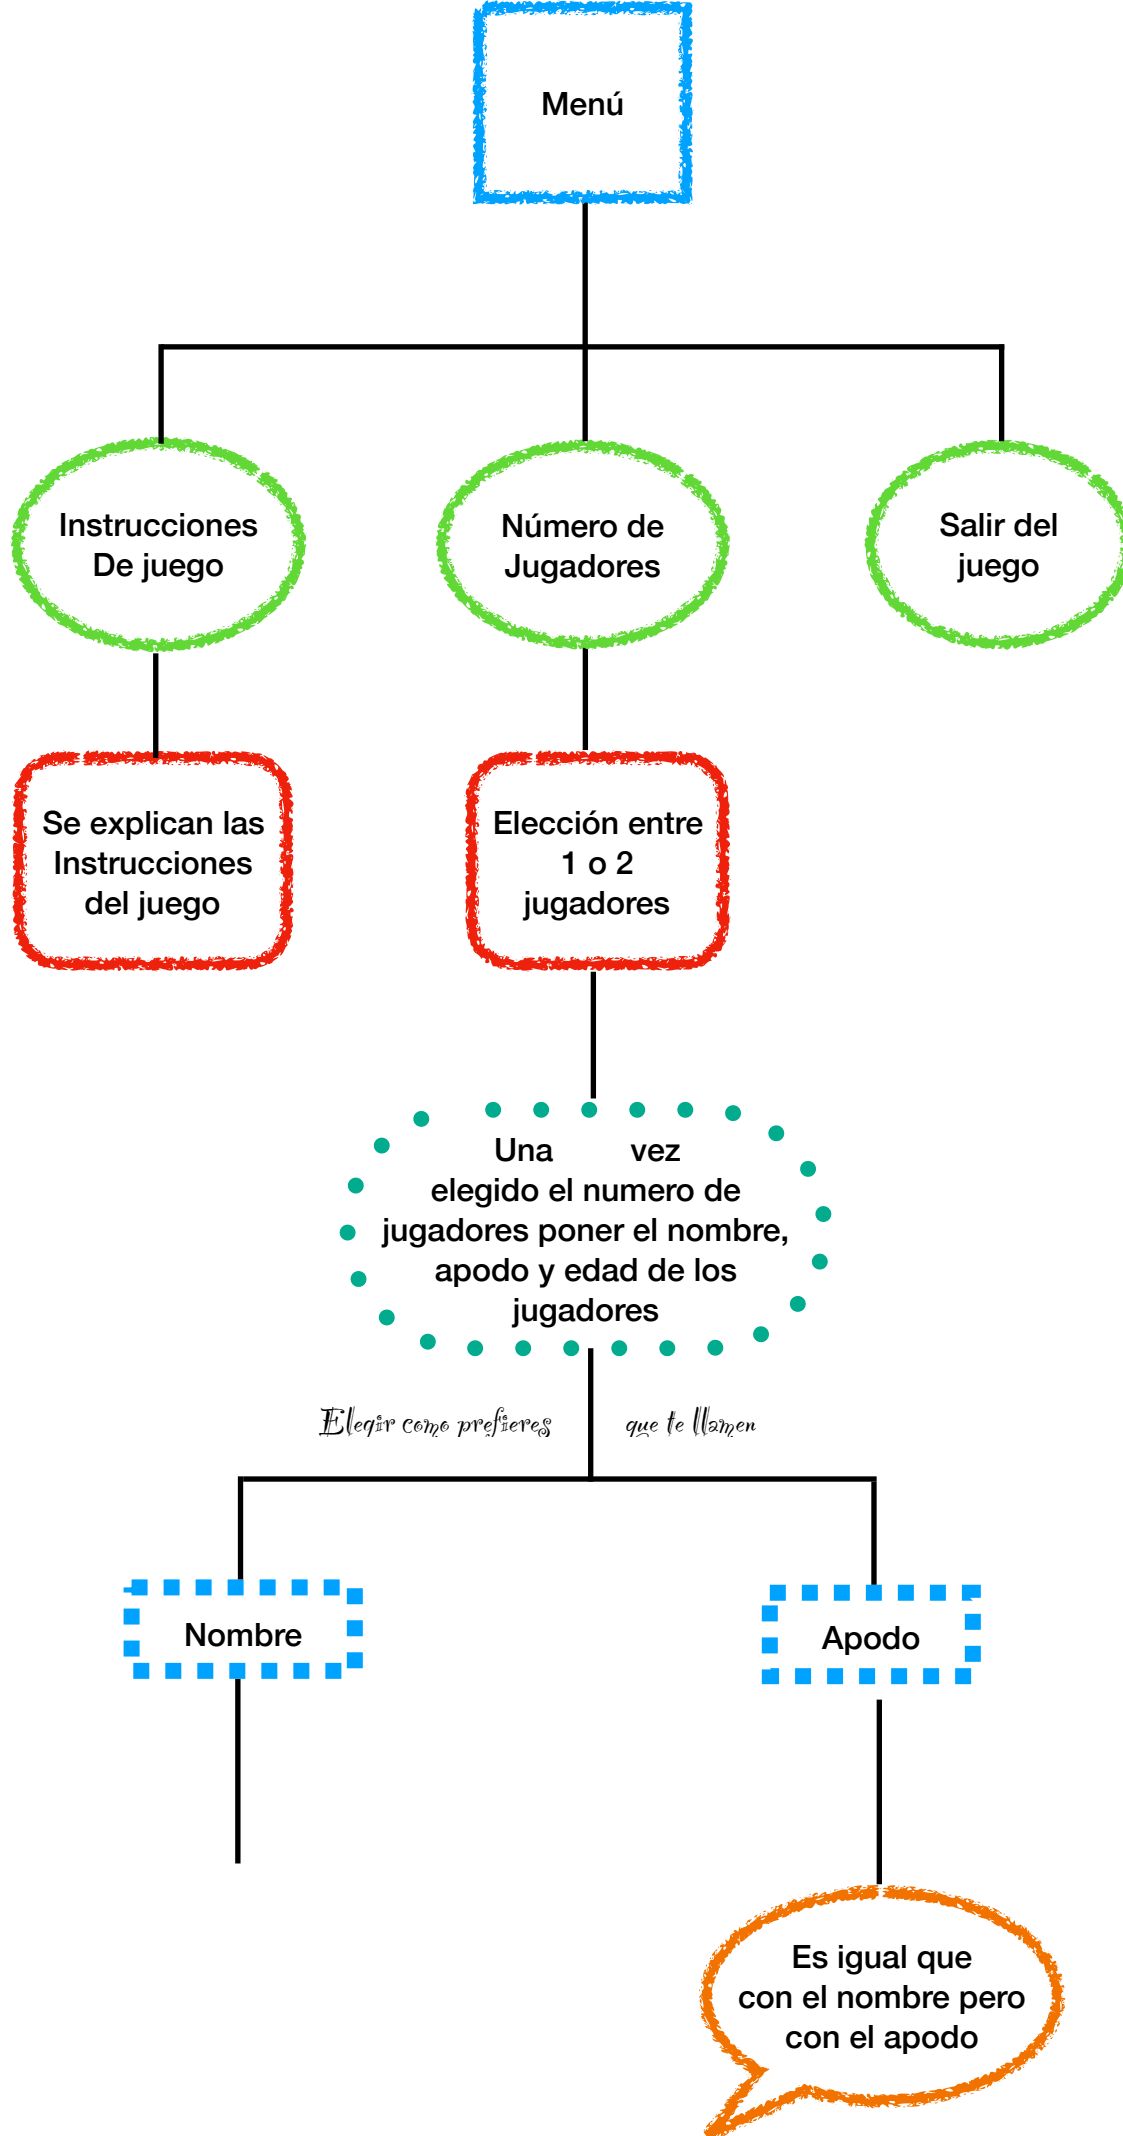 Menú
Instrucciones
De juego
Número de
Jugadores
Salir del
juego
Se explican las
Instrucciones
del juego
Elección entre
1 o 2
jugadores
Una vez
elegido el numero de
jugadores poner el nombre,
apodo y edad de los
jugadores
Elegir como prefieres que te llamen
Nombre
Apodo
Es igual que
con el nombre pero
con el apodo